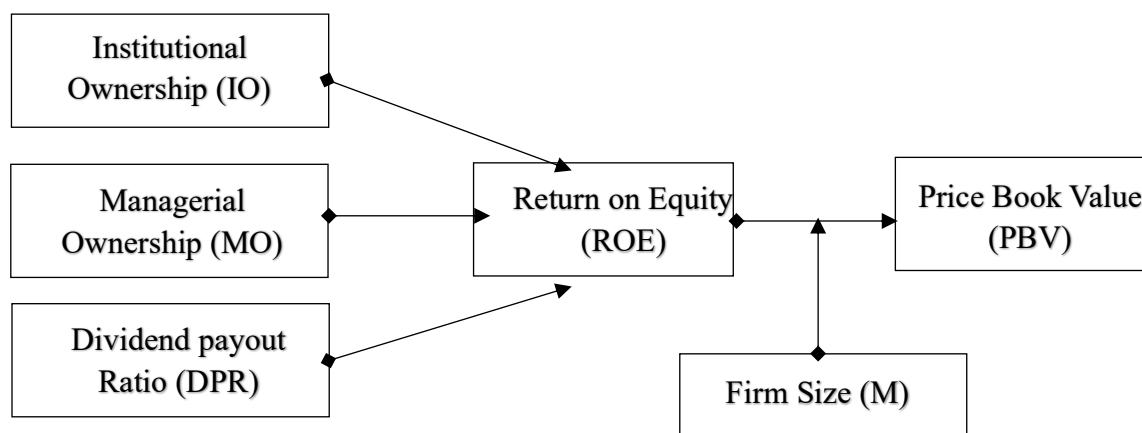 Institutional
Ownership (IO)
Managerial
Ownership (MO)
Dividend payout
Ratio (DPR)
Return on Equity
(ROE)
Price Book Value
(PBV)
Firm Size (M)